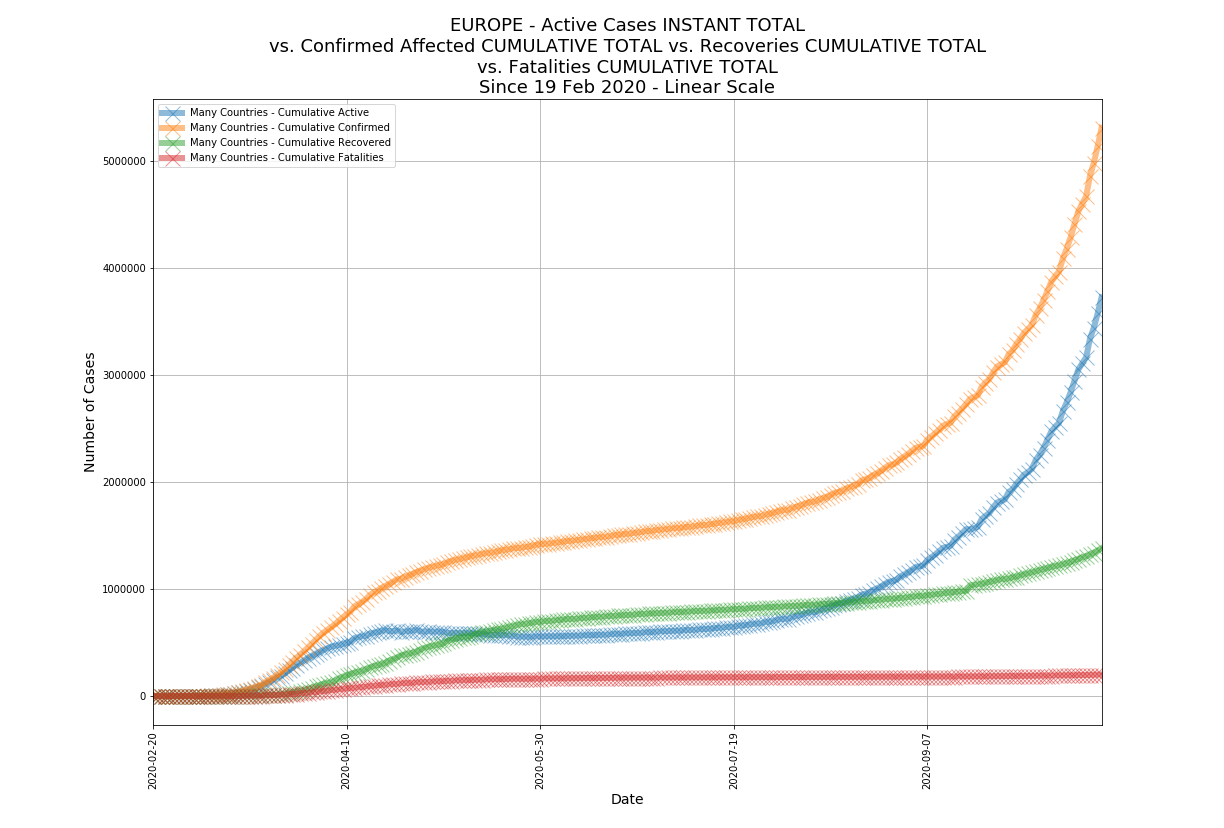 EUROPE - Active Cases INSTANT TOTAL
vs. Confirmed Affected CUMULATIVE TOTAL vs. Recoveries CUMULATIVE TOTAL
vs. Fatalities CUMULATIVE TOTAL
Since 19 Feb 2020 - Linear Scale
Many Countries - Cumulative Active
Many Countries - Cumulative Confirmed
Many Countries - Cumulative Recovered
Many Countries - Cumulative Fatalities
Number of Cases
5000000
4000000
3000000
2000000
1000000
0
2020-02-20
2020-04-10
2020-05-30
2020-07-19
2020-09-07
Date